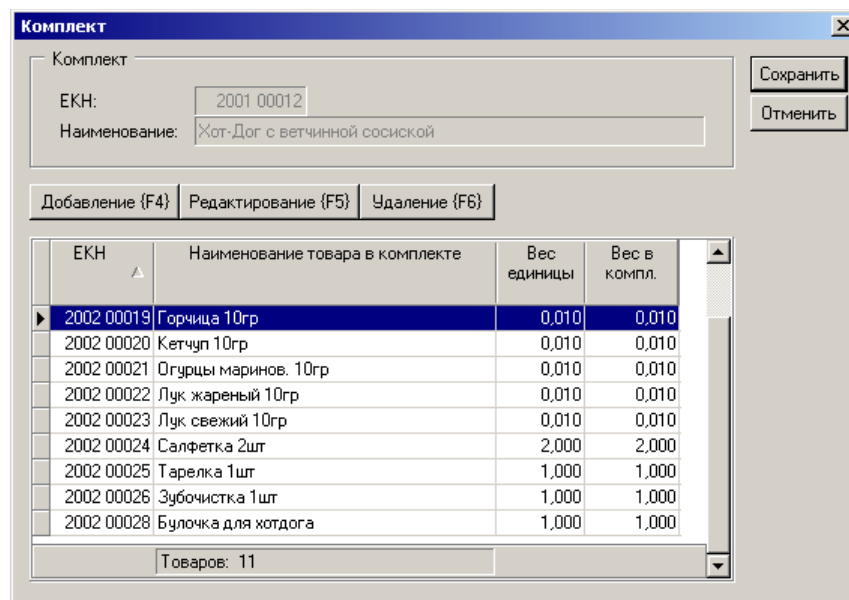 Комплект
Комплект
Сохранить
ЕКН: 2001 00012
Отменить
Наименование: Хот-Дог с ветчинной сосиской
Добавление {F4} Редактирование {F5} Удаление {F6}
ЕКН Наименование товара в комплекте Вес единицы Вес в компл.
2002 00019 Горчица 10гр 0,010 0,010
2002 00020 Кетчуп 10гр 0,010 0,010
2002 00021 Огурцы маринов. 10гр 0,010 0,010
2002 00022 Лук жареный 10гр 0,010 0,010
2002 00023 Лук свежий 10гр 0,010 0,010
2002 00024 Салфетка 2шт 2,000 2,000
2002 00025 Тарелка 1шт 1,000 1,000
2002 00026 Зубочистка 1шт 1,000 1,000
2002 00028 Булочка для хотдога 1,000 1,000
Товаров: 11